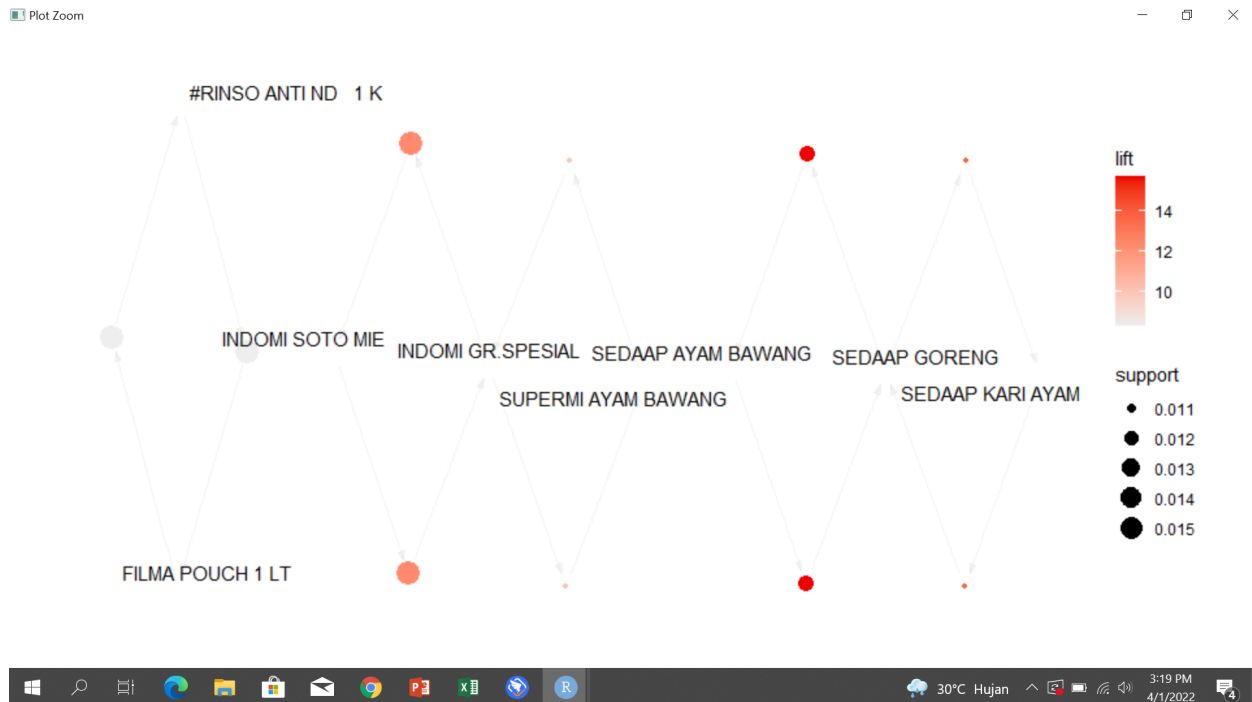 Plot Zoom
#RINSO ANTI ND 1 K
INDOMI SOTO MIE
INDOMI GR.SPESIAL
SEDAAP AYAM BAWANG
SEDAAP GORENG
SUPERMI AYAM BAWANG
SEDAAP KARI AYAM
FILMA POUCH 1 LT
lift
14
12
10
support
0.011
0.012
0.013
0.014
0.015
30°C Hujan
3:19 PM
4/1/2022
4